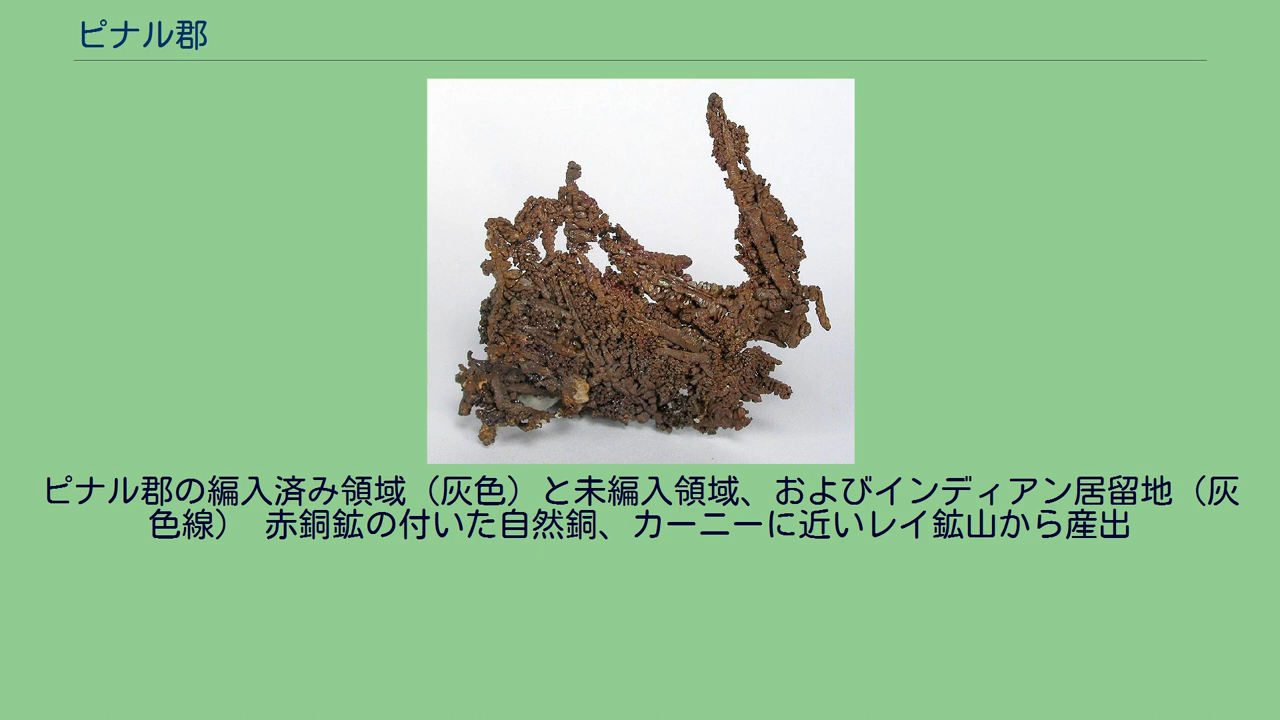 ピナル郡
ピナル郡の編入済み領域（灰色）と未編入領域、およびインディアン居留地（灰
色線）　赤銅鉱の付いた自然銅、カーニーに近いレイ鉱山から産出